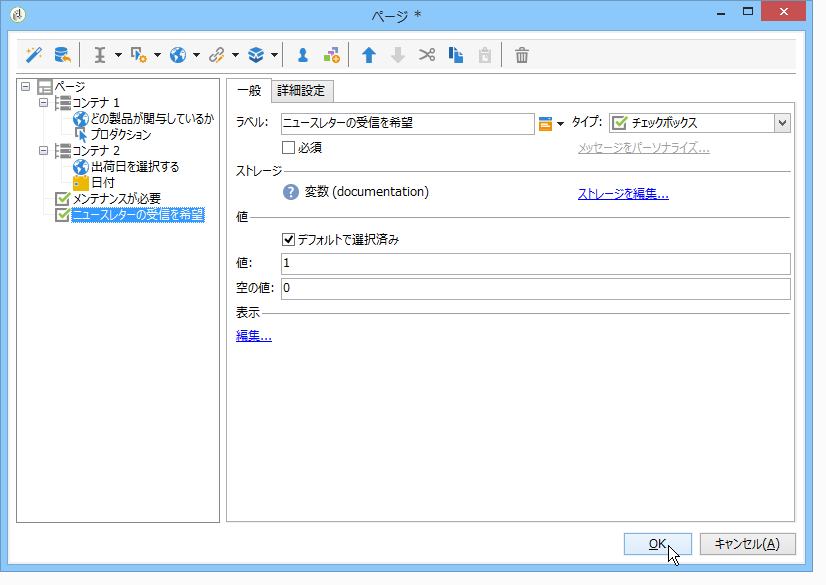 ページ *
ページ
コンテナ 1
どの製品が関与しているか
プロダクション
コンテナ 2
出荷日を選択する
日付
メンテナンスが必要
ニュースレターの受信を希望
一般
詳細設定
ラベル: ニュースレターの受信を希望 タイプ: チェックボックス
必須 メッセージをパーソナライズ...
ストレージ
変数 (documentation) ストレージを編集...
値
デフォルトで選択済み
値: 1
空の値: 0
表示
編集...
OK キャンセル(A)